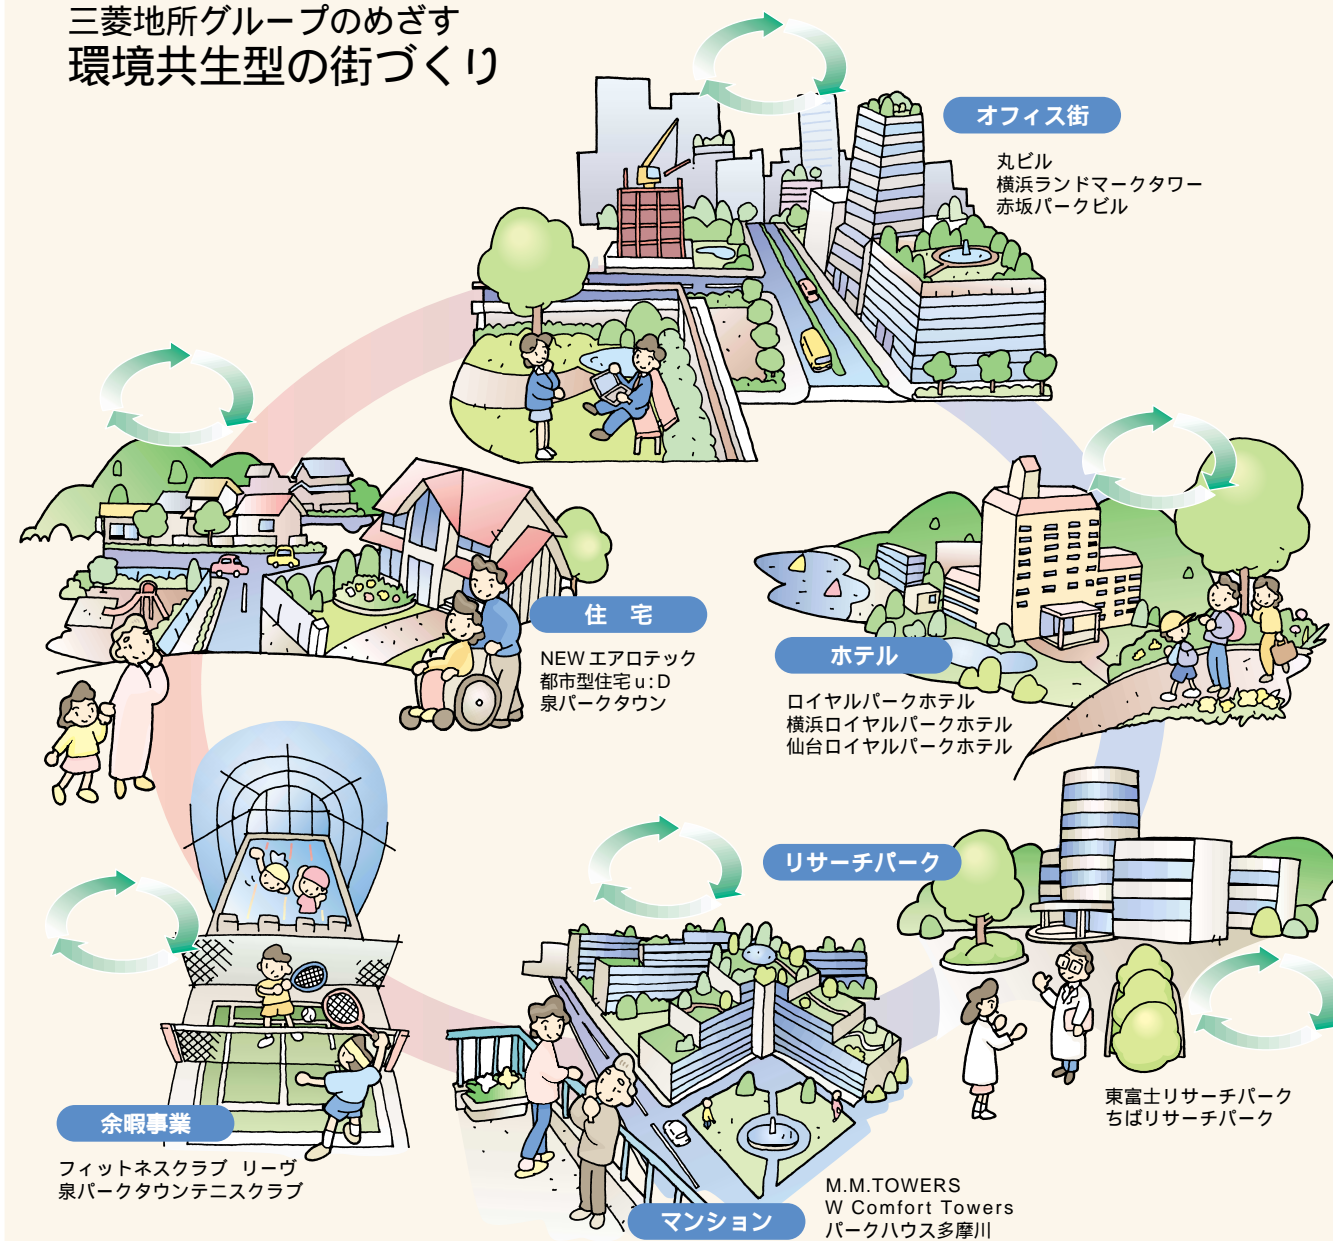 三菱地所グループのめざす
環境共生型の街づくり
オフィス街
丸ビル
横浜ランドマークタワー
赤坂パークビル
住 宅
NEW エアロテック
都市型住宅 u:D
泉パークタウン
ホテル
ロイヤルパークホテル
横浜ロイヤルパークホテル
仙台ロイヤルパークホテル
リサーチパーク
東富士リサーチパーク
ちばリサーチパーク
余暇事業
フィットネスクラブ リーヴ
泉パークタウンテニスクラブ
マンション
M.M.TOWERS
W Comfort Towers
パークハウス多摩川